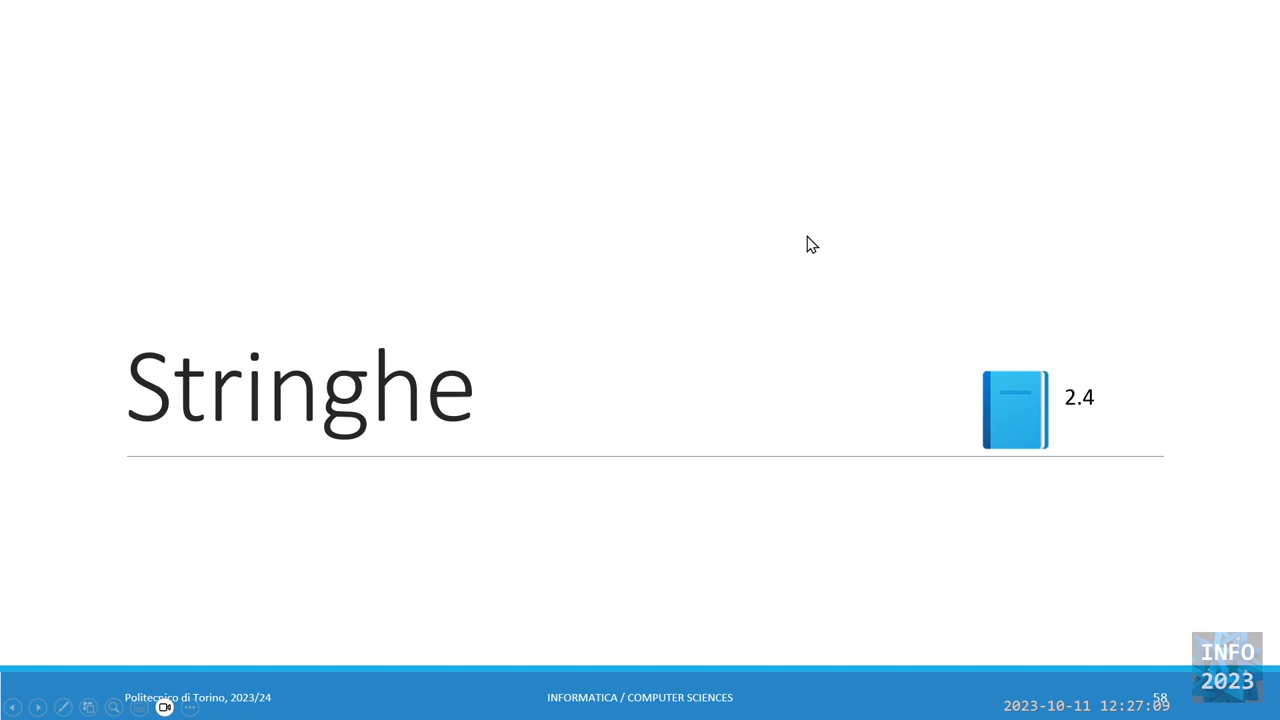 Stringhe
2.4
Politecnico di Torino, 2023/24
INFORMATICA / COMPUTER SCIENCES
58
2023-10-11 12:27:09
INFO
2023